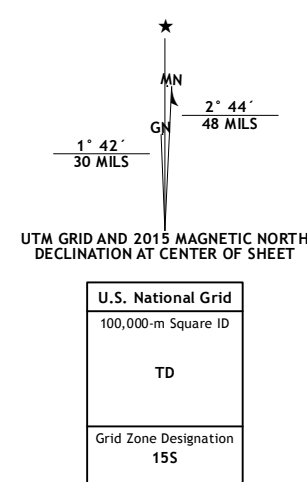 ★
MN
GN
2° 44´
48 MILS
1° 42´
30 MILS
UTM GRID AND 2015 MAGNETIC NORTH
DECLINATION AT CENTER OF SHEET
U.S. National Grid
100,000-m Square ID
TD
Grid Zone Designation
15S